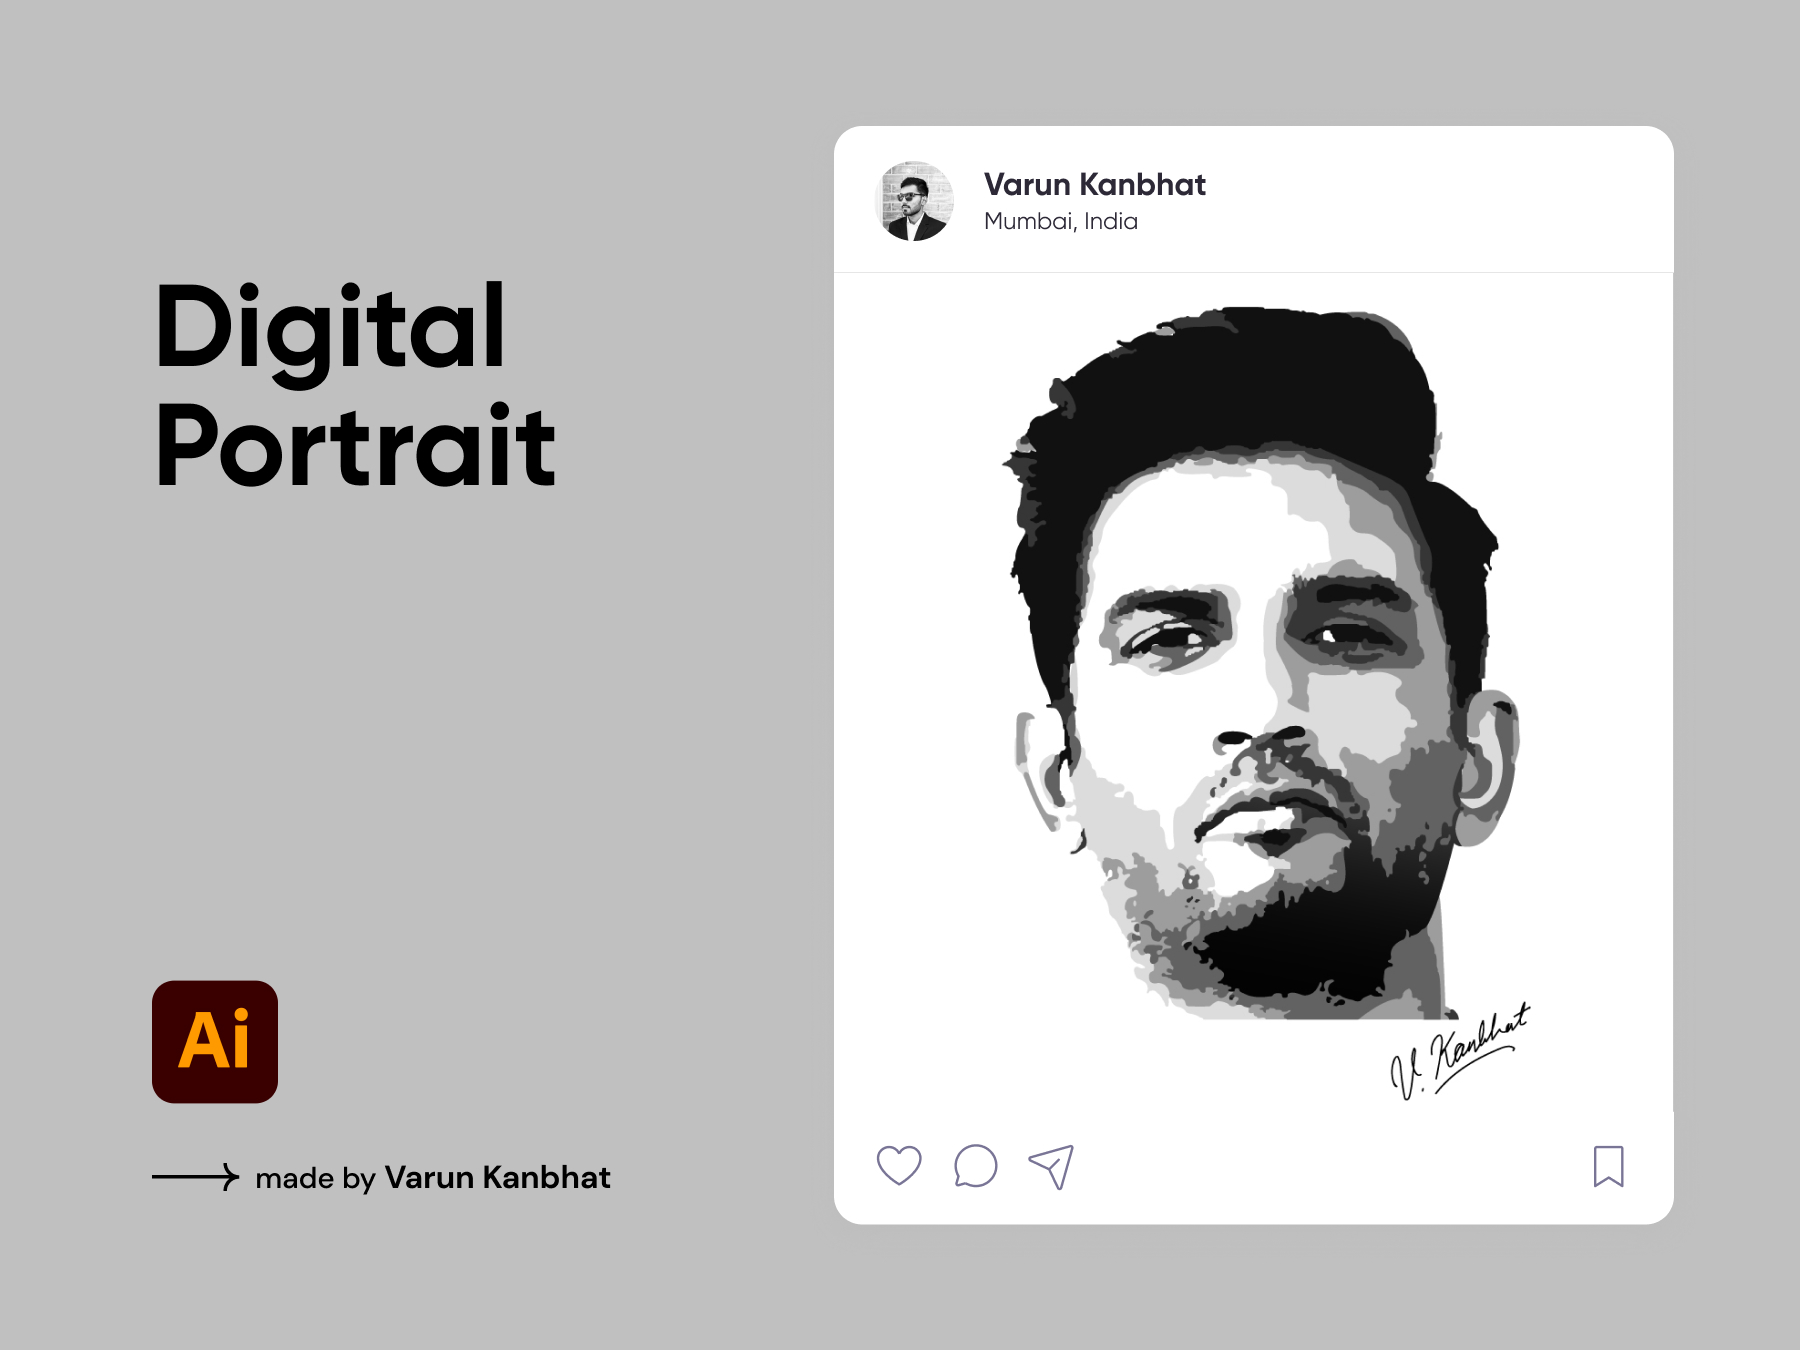 Digital
Portrait
Ai
made by Varun Kanbhat
Varun Kanbhat
Mumbai, India
V. Kanbhat